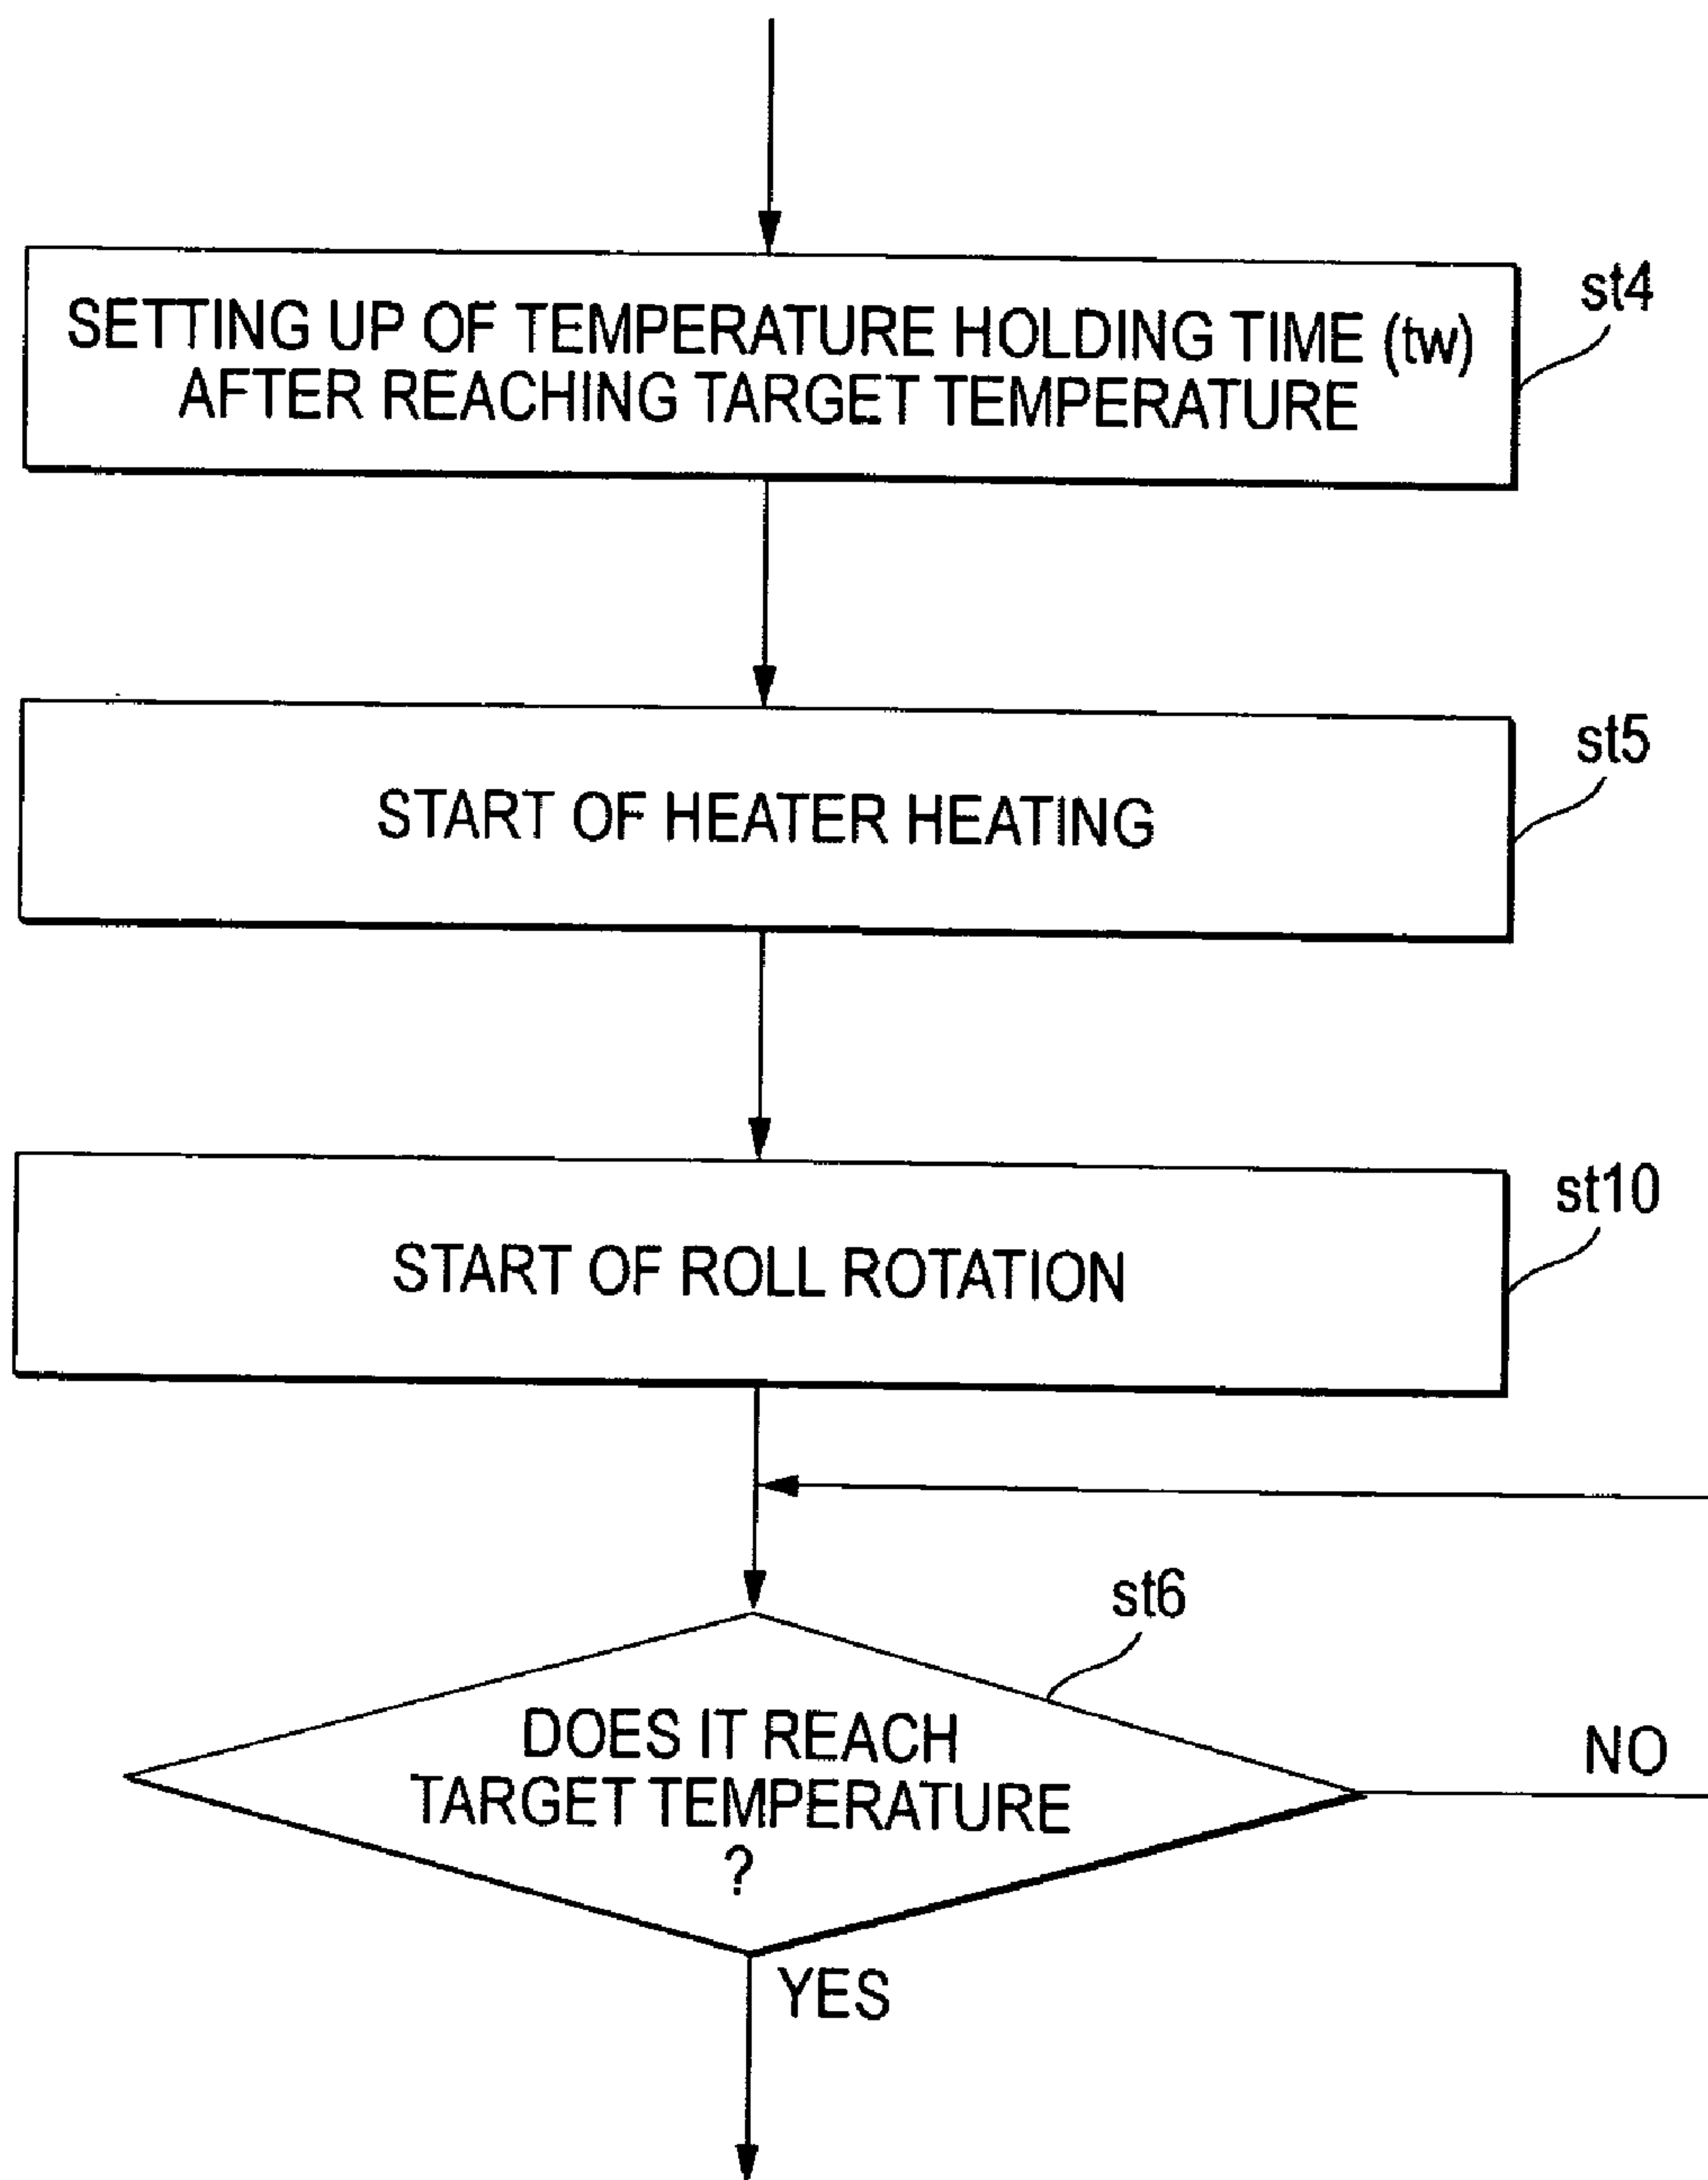 SETTING UP OF TEMPERATURE HOLDING TIME (tw)
AFTER REACHING TARGET TEMPERATURE
st4
START OF HEATER HEATING
st5
START OF ROLL ROTATION
st10
st6
DOES IT REACH
TARGET TEMPERATURE
?
NO
YES